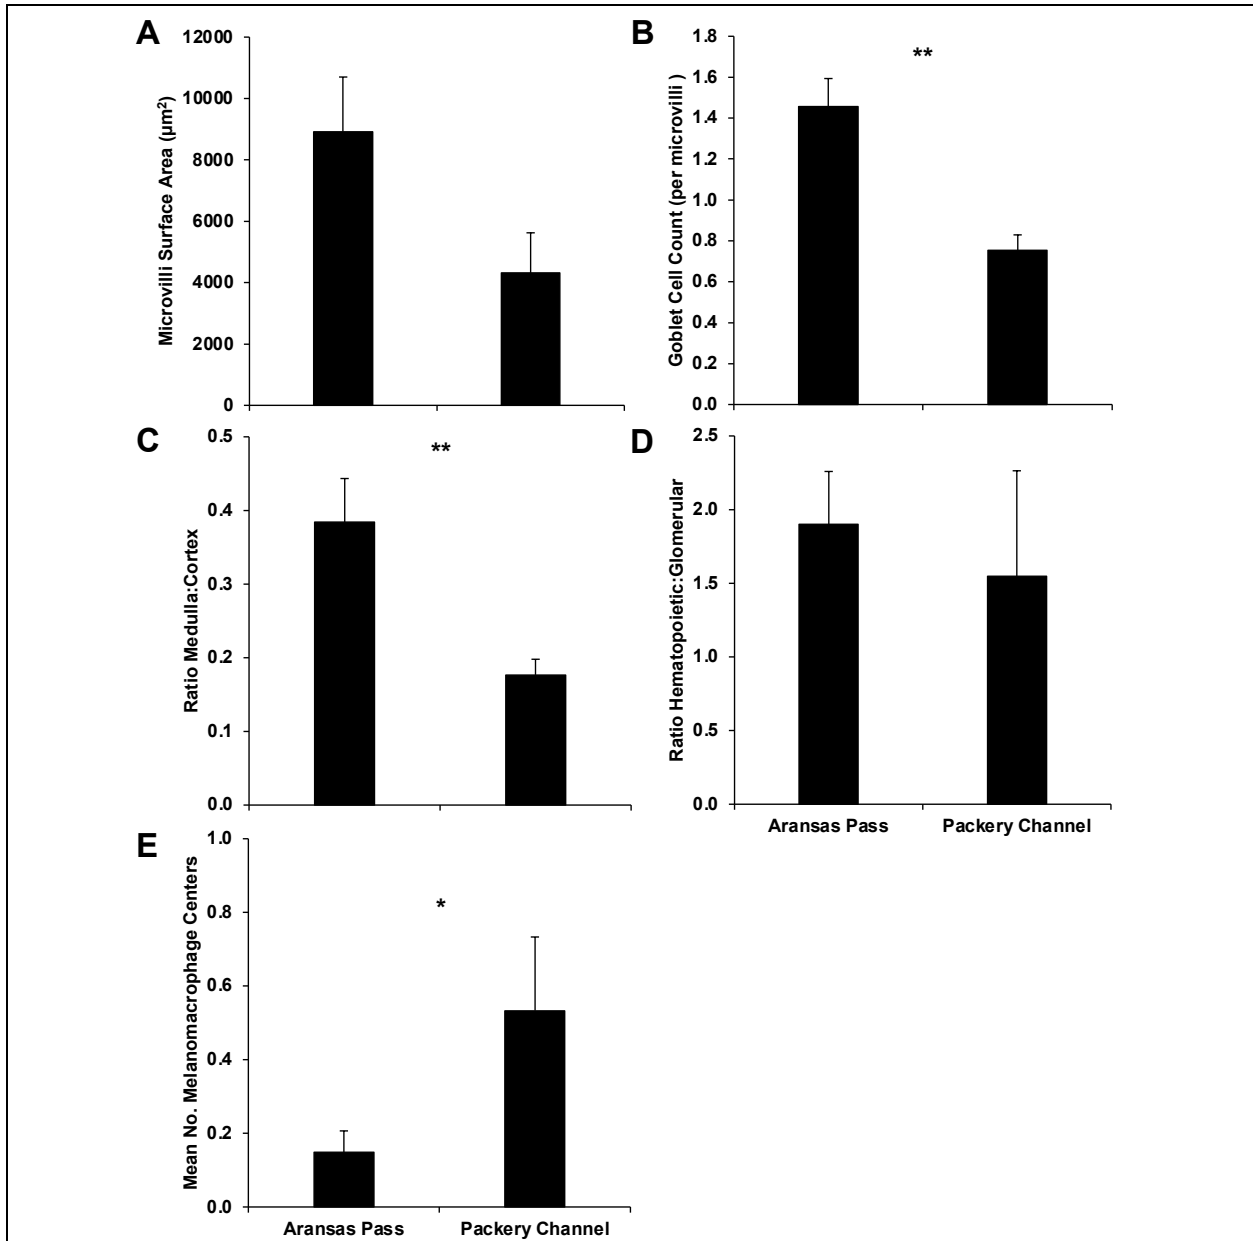 A
Microvilli Surface Area (µm²)
12000
10000
8000
6000
4000
2000
0
B
**
Goblet Cell Count (per microvilli )
1.8
1.6
1.4
1.2
1.0
0.8
0.6
0.4
0.2
0.0
C
**
Ratio Medulla:Cortex
0.5
0.4
0.3
0.2
0.1
0.0
D
Ratio Hematopoietic:Glomerular
2.5
2.0
1.5
1.0
0.5
0.0
Aransas Pass
Packery Channel
E
*
Mean No. Melanomacrophage Centers
1.0
0.8
0.6
0.4
0.2
0.0
Aransas Pass
Packery Channel